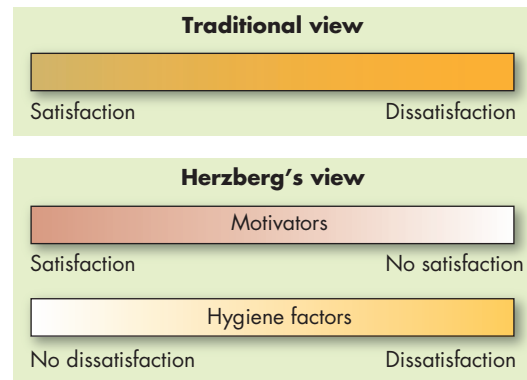 Traditional view
Satisfaction Dissatisfaction
Herzberg’s view
Motivators
Satisfaction No satisfaction
Hygiene factors
No dissatisfaction Dissatisfaction